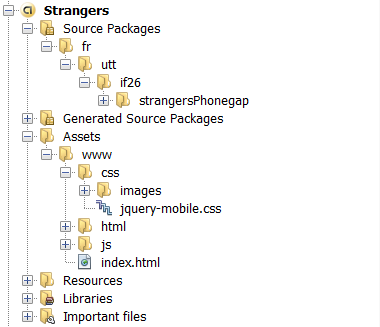 Strangers
Source Packages
fr
utt
if26
strangersPhonegap
Generated Source Packages
Assets
www
css
images
jquery-mobile.css
html
js
index.html
Resources
Libraries
Important files